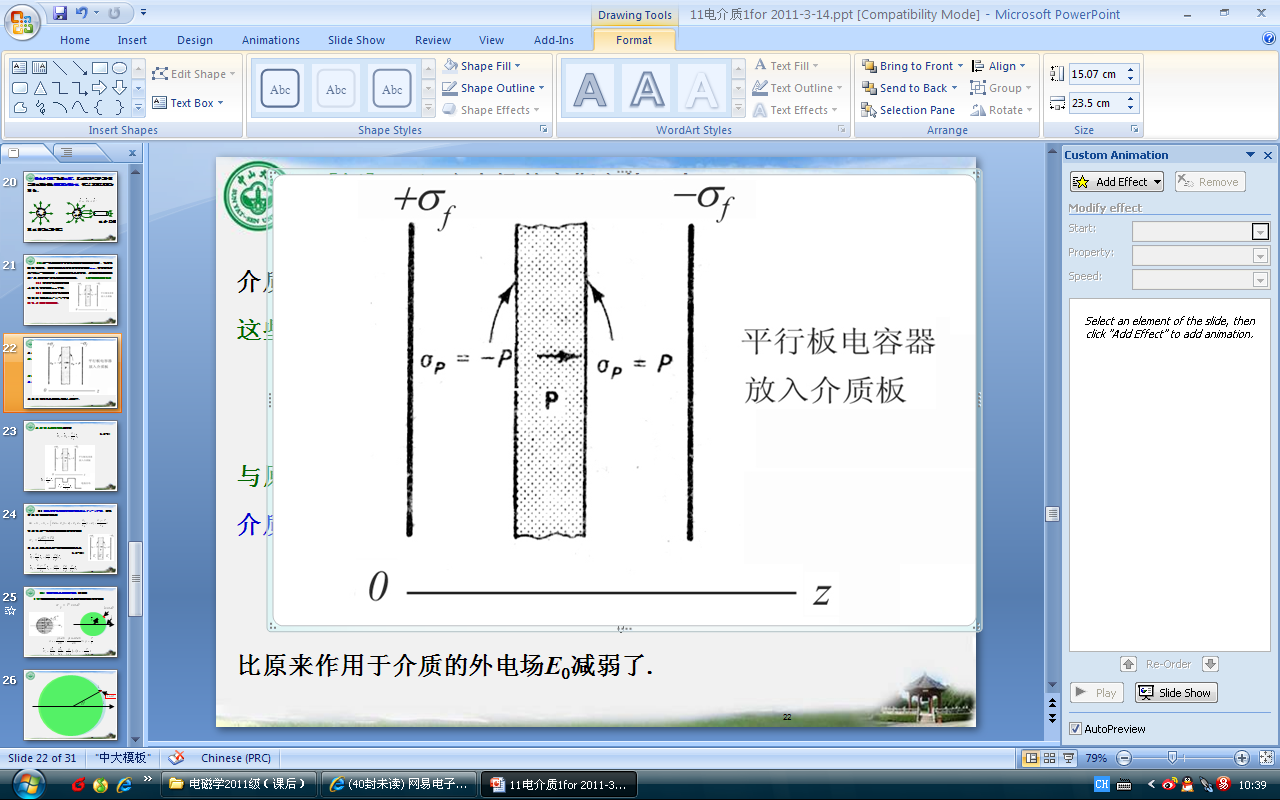 Drawing Tools
11电介质1for 2011-3-14.ppt [Compatibility Mode] - Microsoft PowerPoint
Home Insert Design Animations Slide Show Review View Add-Ins Format
Edit Shape
Text Box
Insert Shapes
Abc Abc Abc
Shape Fill
Shape Outline
Shape Effects
Shape Styles
A A A
Text Fill
Text Outline
Text Effects
WordArt Styles
Bring to Front
Send to Back
Selection Pane
Align
Group
Rotate
Arrange
15.07 cm
23.5 cm
Size
20
21
22
23
24
25
26
+σf
−σf
介质
σP = −P
σP = P
P
平行板电容器
放入介质板
0
z
比原来作用于介质的外电场E0减弱了.
22
Custom Animation
Add Effect
Remove
Modify effect
Start:
Property:
Speed:
Select an element of the slide, then
click "Add Effect" to add animation.
Re-Order
Play
Slide Show
AutoPreview
Slide 22 of 31
"中大模板"
Chinese (PRC)
79%
电磁学2011级（课后）
(40封未读) 网易电子...
11电介质1for 2011-3...
CH
10:39